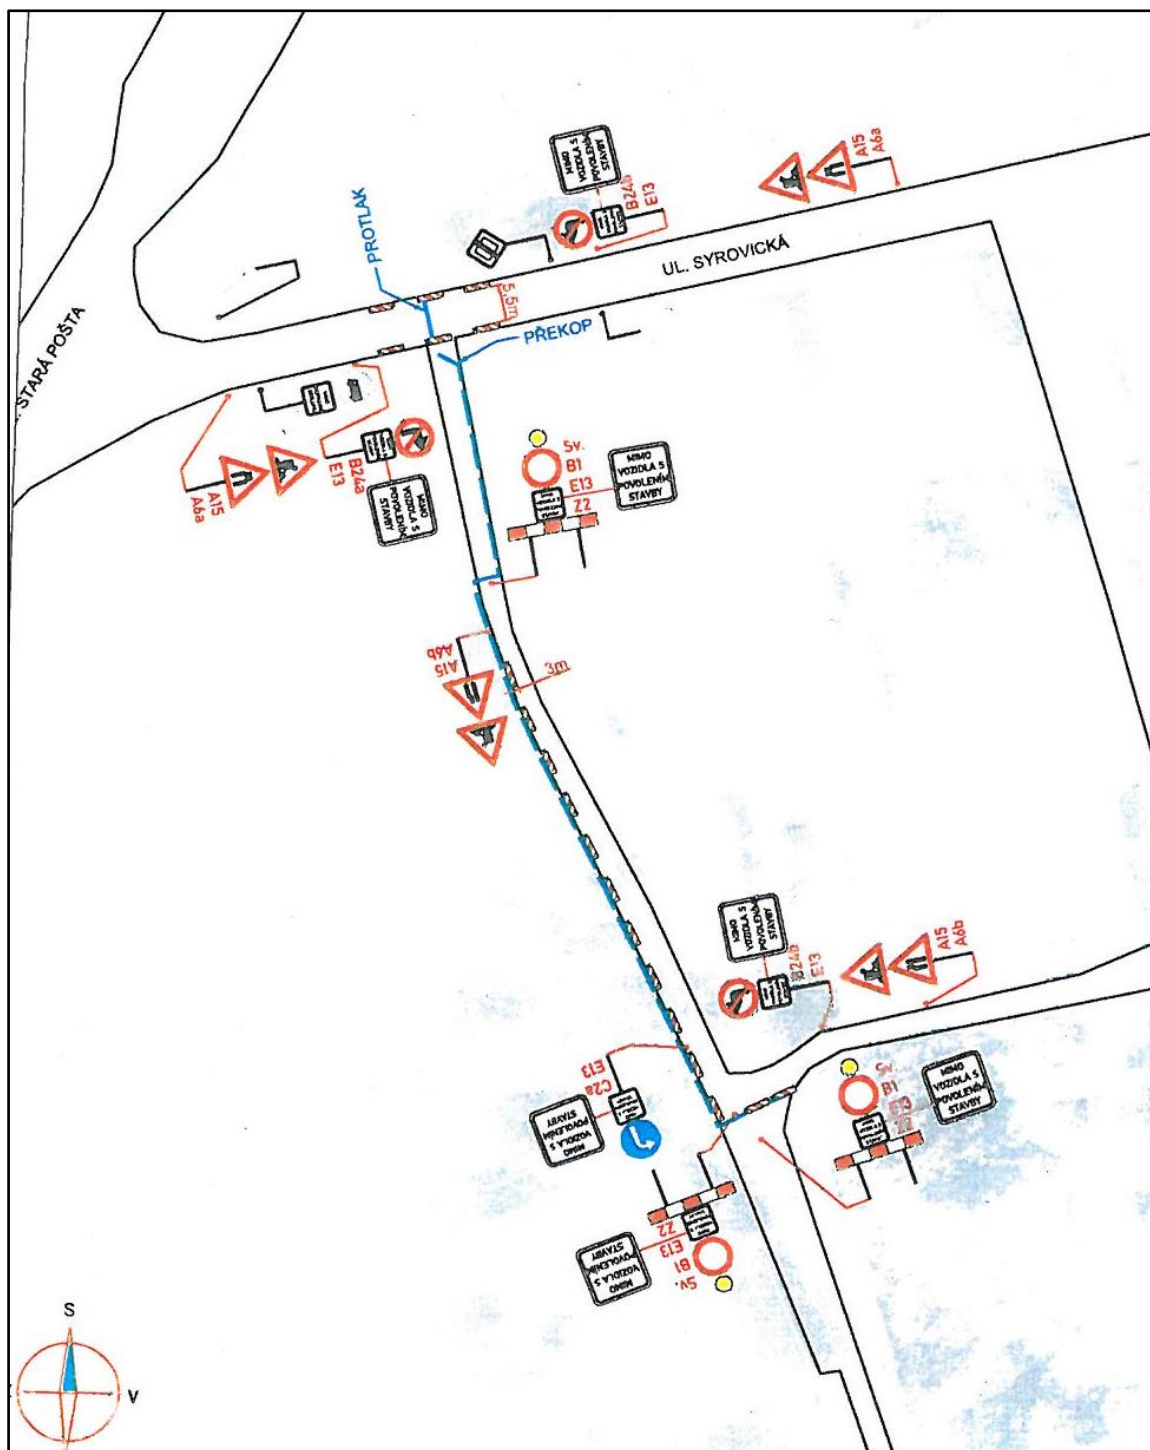 MIMO
VOZIDLA S
POVOLENÍM
STAVBY
A15
A6a
B24b
E13
PROTLAK
UL. SYROVICKÁ
5,5m
PŘEKOP
STARÁ POŠTA
A15
A6a
B24a
E13
MIMO
VOZIDLA S
POVOLENÍM
STAVBY
Sv.
B1
E13
Z2
MIMO
VOZIDLA S
POVOLENÍM
STAVBY
A15
A6b
3m
MIMO
VOZIDLA S
POVOLENÍM
STAVBY
B24b
E13
A15
A6b
C2a
E13
MIMO
VOZIDLA S
POVOLENÍM
STAVBY
Sv.
B1
E13
Z2
MIMO
VOZIDLA S
POVOLENÍM
STAVBY
Z2
E13
B1
Sv.
MIMO
VOZIDLA S
POVOLENÍM
STAVBY
S
V